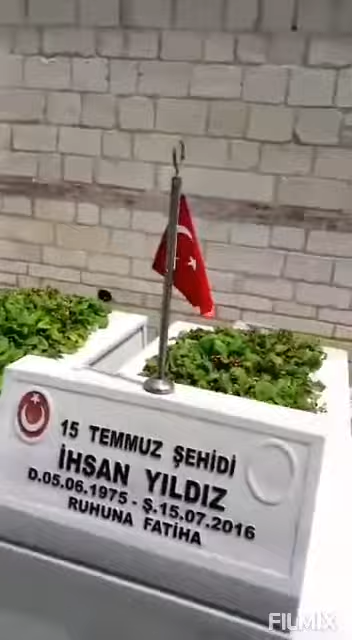 15 TEMMUZ ŞEHİDİ
İHSAN YILDIZ
D.05.06.1975 - Ş.15.07.2016
RUHUNA FATİHA
FILMIX